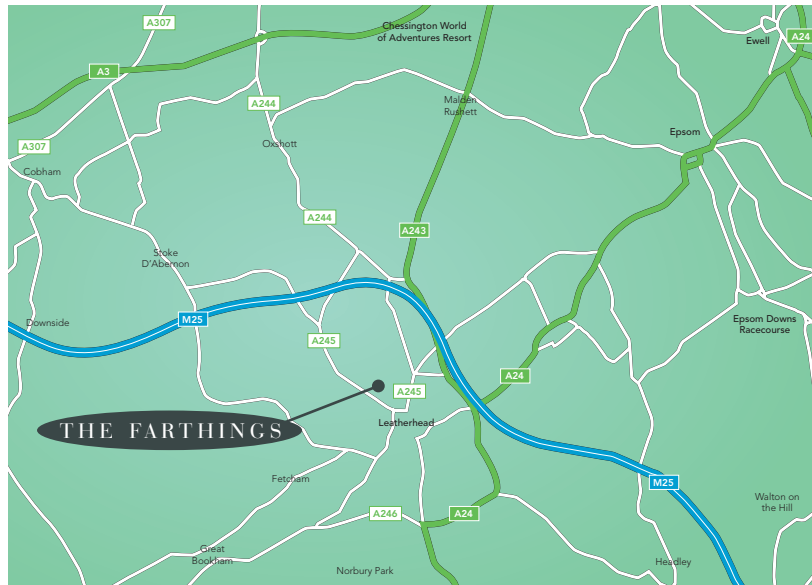 A307
Chessington World
of Adventures Resort
Ewell
A24
A3
A244
Malden
Rushett
Epsom
A307
Oxshott
Cobham
A244
A243
Stoke
D'Abernon
M25
Downside
Epsom Downs
Racecourse
A245
A24
A245
THE FARTHINGS
Leatherhead
Fetcham
M25
Walton on
the Hill
A246
A24
Great
Bookham
Headley
Norbury Park